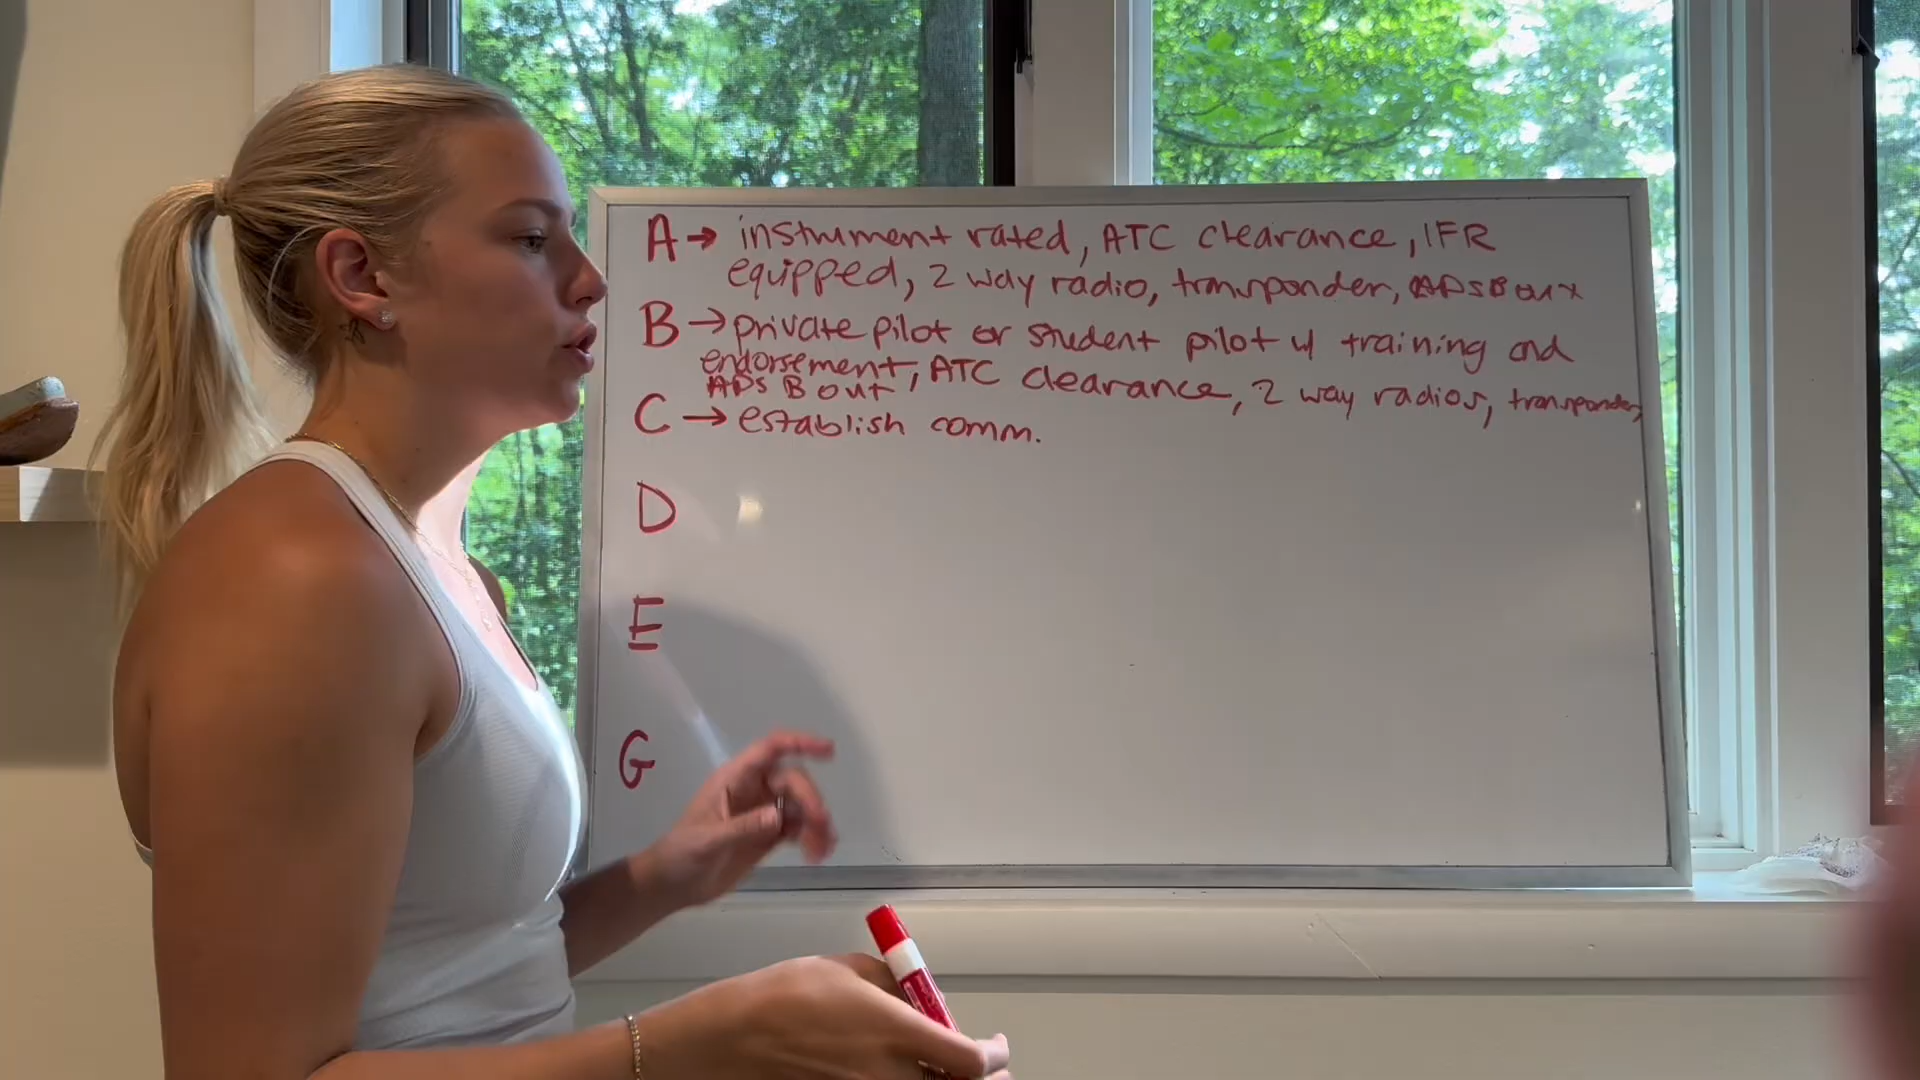 A → instrument rated, ATC clearance, IFR
equipped, 2 way radio, transponder, ADSB out
B → private pilot or student pilot w/ training and
endorsement, ATC clearance, 2 way radios, transponder,
ADS B out
C → establish comm.
D
E
G